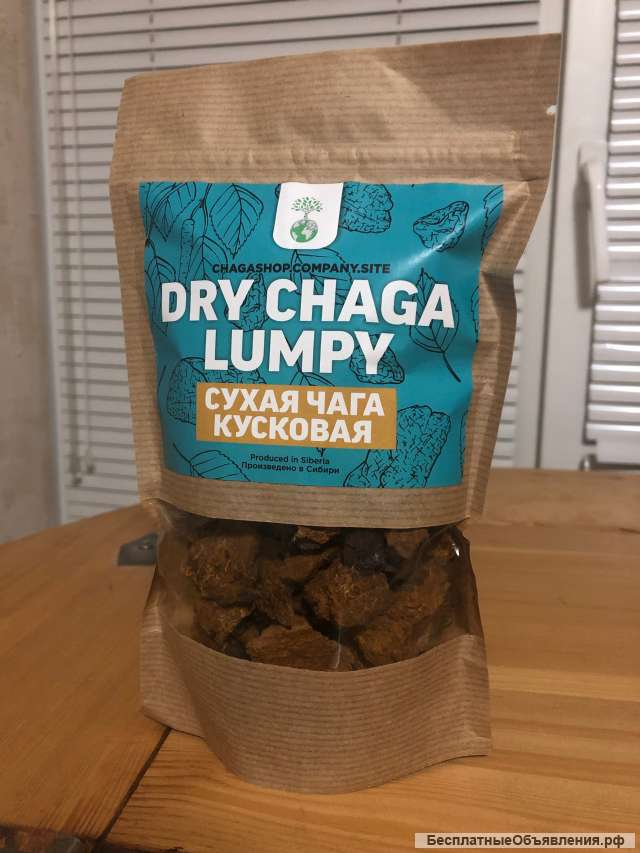 CHAGASHOP.COMPANY.SITE
DRY CHAGA
LUMPY
СУХАЯ ЧАГА
КУСКОВАЯ
Produced in Siberia
Произведено в Сибири
БесплатныеОбъявления.рф